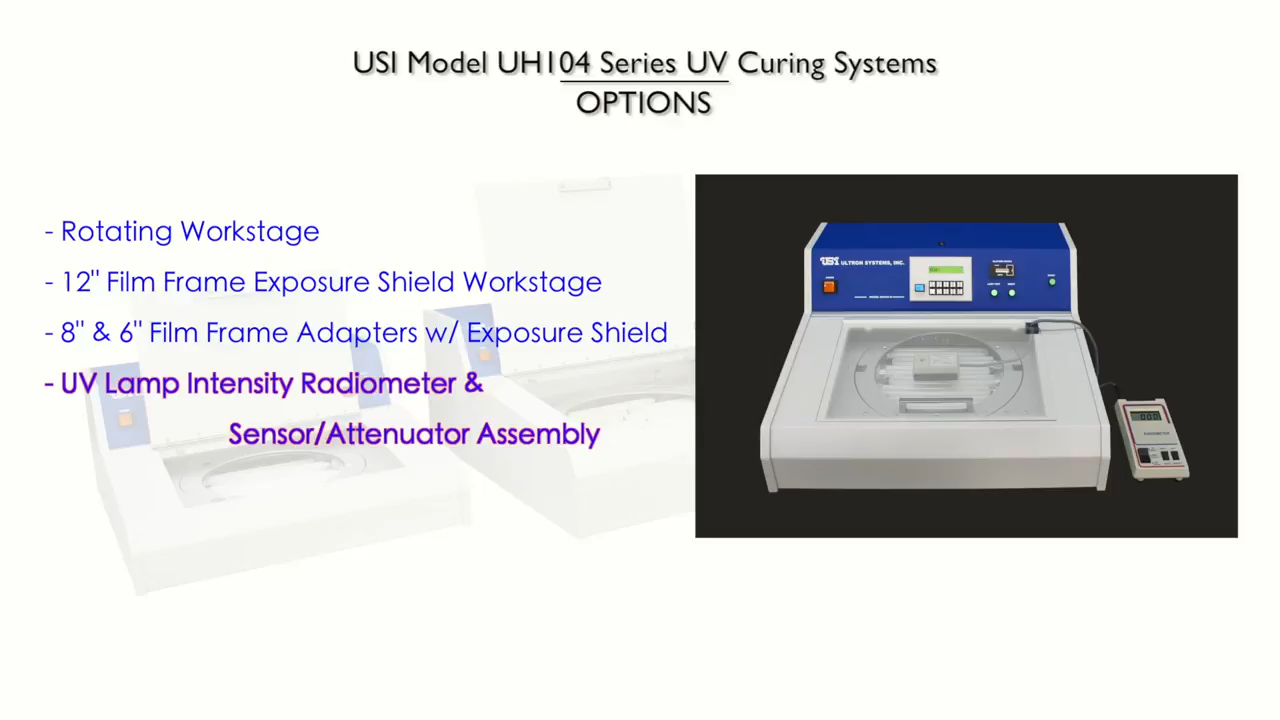 USI Model UH104 Series UV Curing Systems
OPTIONS
- Rotating Workstage
- 12" Film Frame Exposure Shield Workstage
- 8" & 6" Film Frame Adapters w/ Exposure Shield
- UV Lamp Intensity Radiometer &
Sensor/Attenuator Assembly
USI ULTRON SYSTEMS, INC.
RADIOMETER